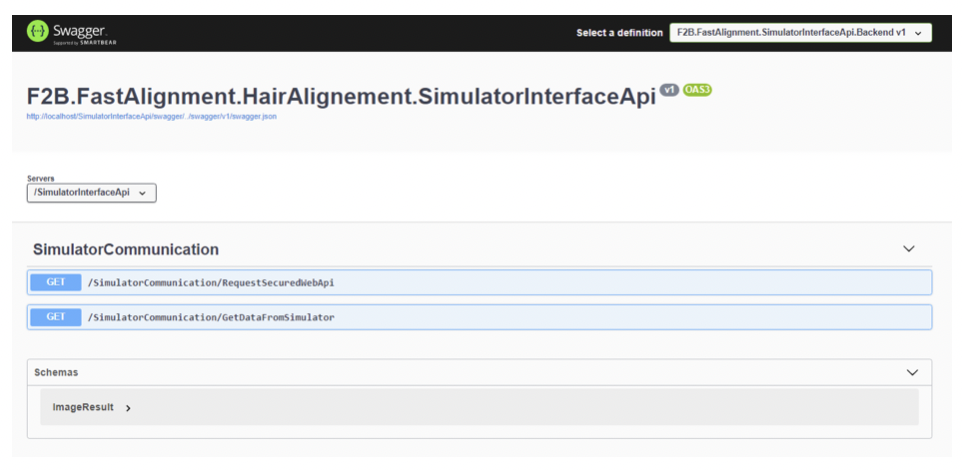 Swagger.
Supported by SMARTBEAR
Select a definition
F2B.FastAlignment.SimulatorInterfaceApi.Backend v1
F2B.FastAlignment.HairAlignement.SimulatorInterfaceApi v1 OAS3
http://localhost/SimulatorInterfaceApi/swagger/../swagger/v1/swagger.json
Servers
/SimulatorInterfaceApi
SimulatorCommunication
GET /SimulatorCommunication/RequestSecuredWebApi
GET /SimulatorCommunication/GetDataFromSimulator
Schemas
ImageResult